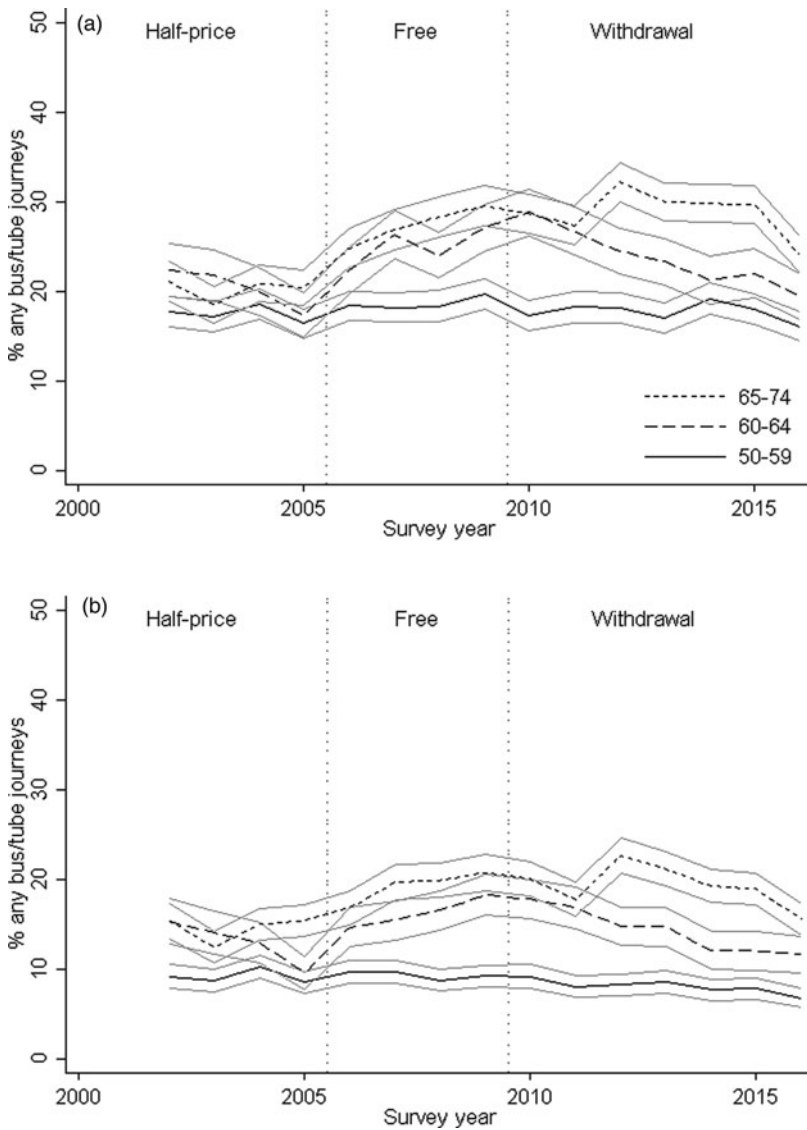 (a)
Half-price Free Withdrawal
% any bus/tube journeys
50
40
30
20
10
0
65-74
60-64
50-59
2000 2005 2010 2015
Survey year
(b)
Half-price Free Withdrawal
% any bus/tube journeys
50
40
30
20
10
0
2000 2005 2010 2015
Survey year